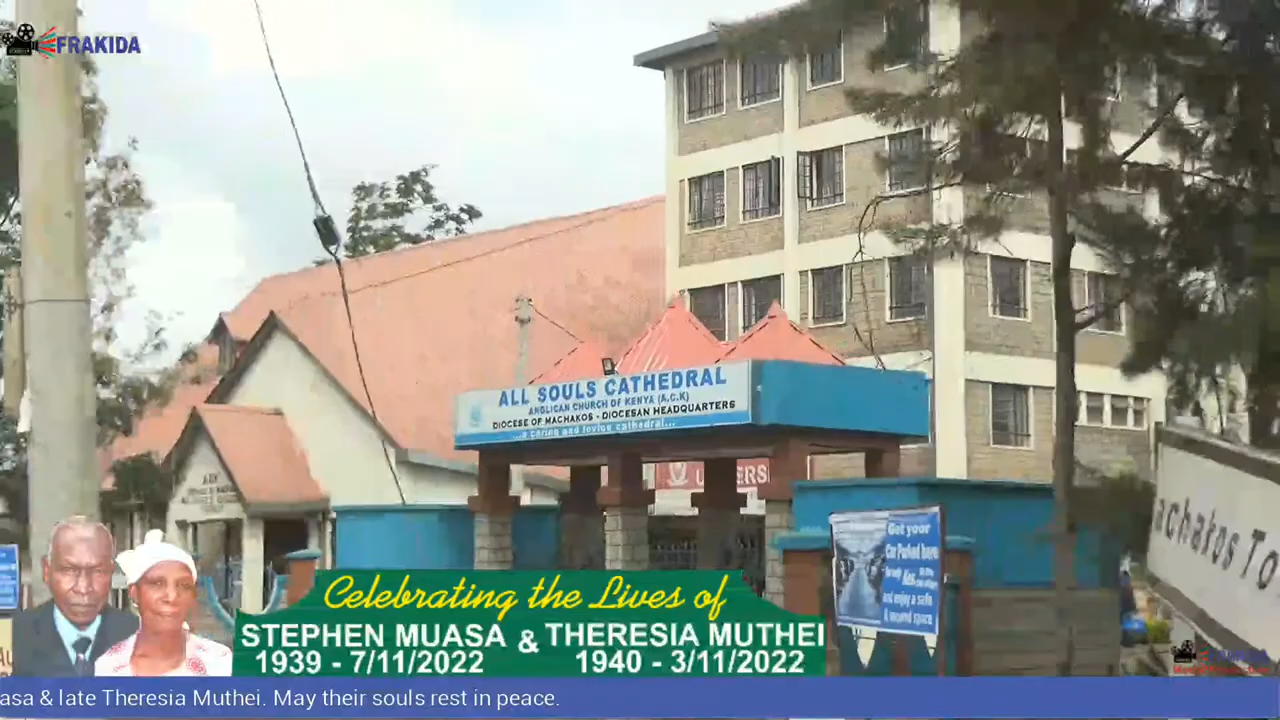 EFRAKIDA
ALL SOULS CATHEDRAL
ANGLICAN CHURCH OF KENYA (A.C.K)
DIOCESE OF MACHAKOS - DIOCESAN HEADQUARTERS
...a caring and loving cathedral...
U ERSI
Get your
Car Parked here
and enjoy a safe
& secured space
achakos To
Celebrating the Lives of
STEPHEN MUASA & THERESIA MUTHEI
1939 - 7/11/2022 1940 - 3/11/2022
asa & late Theresia Muthei. May their souls rest in peace.